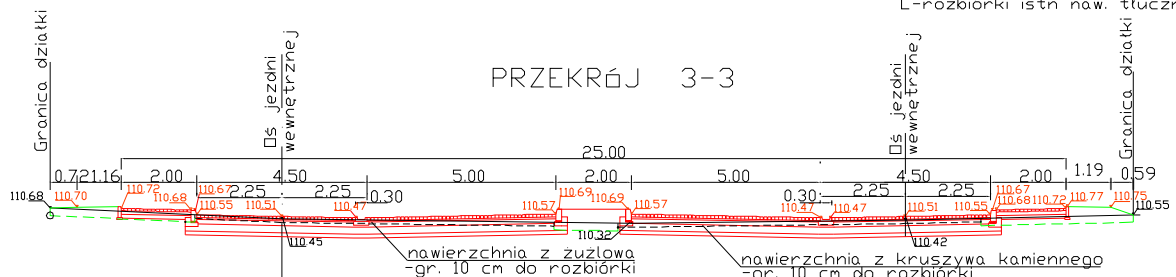 L-rozbiórki istn naw. tłuczn
PRZEKRóJ 3-3
Granica działki
□ś jezdni
wewnętrznej
□ś jezdni
wewnętrznej
Granica działki
25.00
0.72 1.16 2.00 4.50 5.00 2.00 5.00 4.50 2.00 1.19 0.59
2.25 2.25 0.30 0.30 2.25 2.25
110.68 110.70 110.72 110.68 110.67 110.55 110.51 110.47 110.57 110.69 110.69 110.57 110.47 110.47 110.51 110.55 110.67 110.68 110.72 110.77 110.75 110.55
110.45 110.32 110.42
nawierzchnia z żużlowa
-gr. 10 cm do rozbiórki
nawierzchnia z kruszywa kamiennego
-gr. 10 cm do rozbiórki